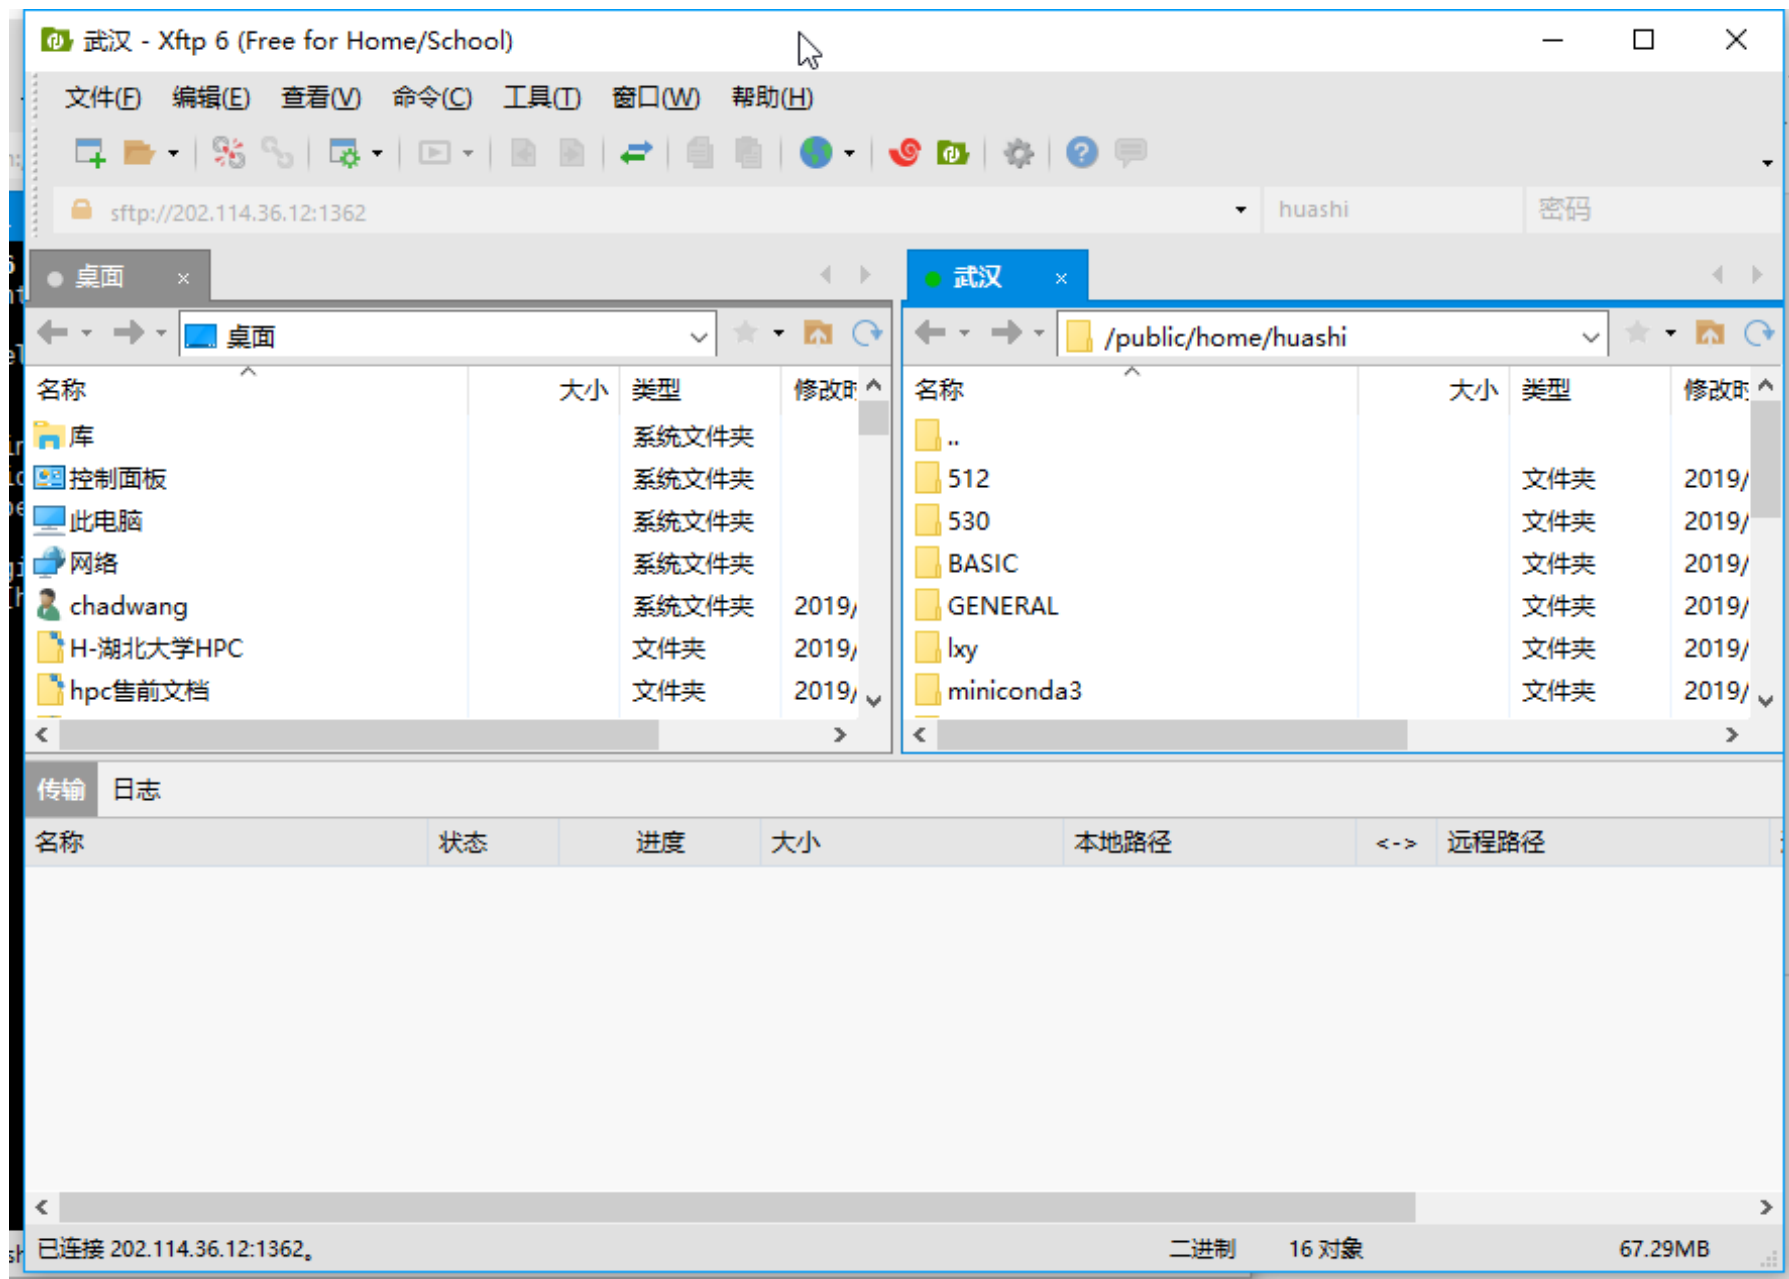 武汉 - Xftp 6 (Free for Home/School)
文件(F) 编辑(E) 查看(V) 命令(C) 工具(T) 窗口(W) 帮助(H)
sftp://202.114.36.12:1362 huashi 密码
桌面 武汉
桌面 /public/home/huashi
名称 大小 类型 修改时 名称 大小 类型 修改时
库 系统文件夹 ..
控制面板 系统文件夹 512 文件夹 2019/
此电脑 系统文件夹 530 文件夹 2019/
网络 系统文件夹 BASIC 文件夹 2019/
chadwang 系统文件夹 2019/ GENERAL 文件夹 2019/
H-湖北大学HPC 文件夹 2019/ lxy 文件夹 2019/
hpc售前文档 文件夹 2019/ miniconda3 文件夹 2019/
传输 日志
名称 状态 进度 大小 本地路径 <-> 远程路径
已连接 202.114.36.12:1362。 二进制 16 对象 67.29MB